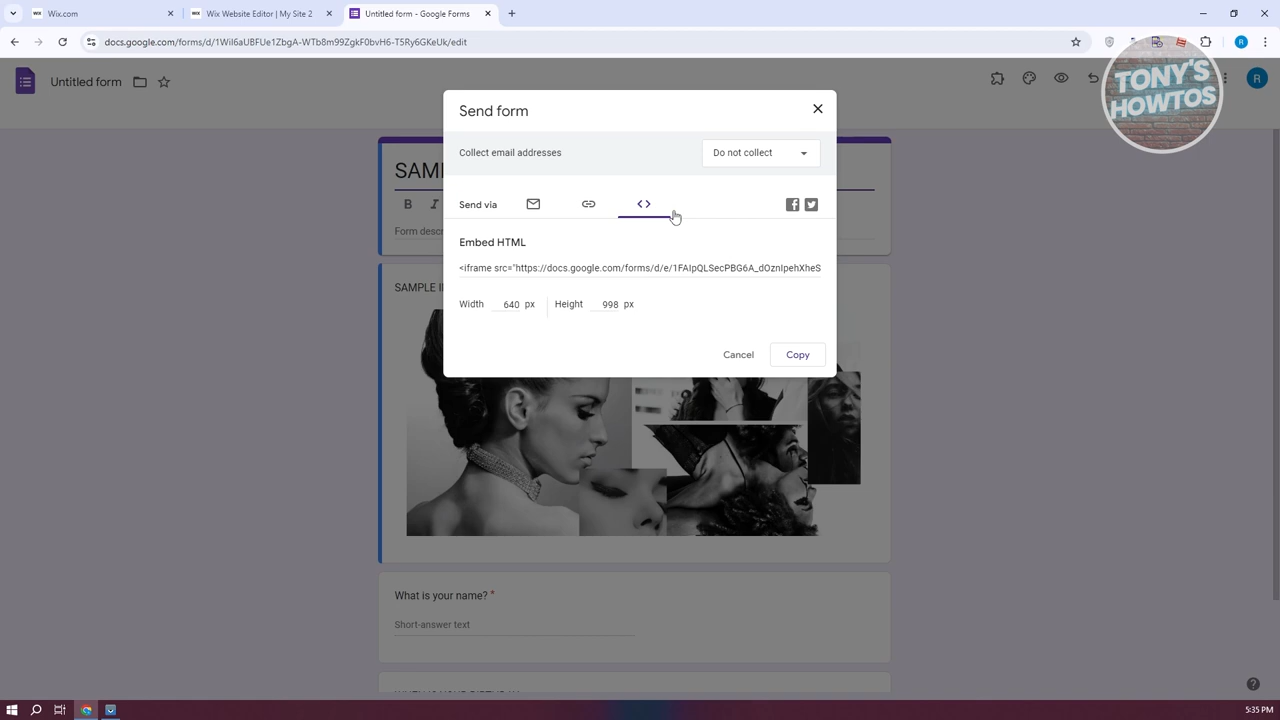 Wix.com
Wix Website Editor | My Site 2
Untitled form - Google Forms
docs.google.com/forms/d/1Wil6aUBFUe1ZbgA-WTb8m99ZgkF0bvH6-T5Ry6GKeUk/edit
R
Untitled form
R
TONY'S
HOWTOS
Send form
Collect email addresses
Do not collect
SAM
B I
Send via
Form descr
Embed HTML
<iframe src="https://docs.google.com/forms/d/e/1FAIpQLSecPBG6A_dOznIpehXheS
SAMPLE I
Width 640 px Height 998 px
Cancel Copy
What is your name? *
Short-answer text
5:35 PM